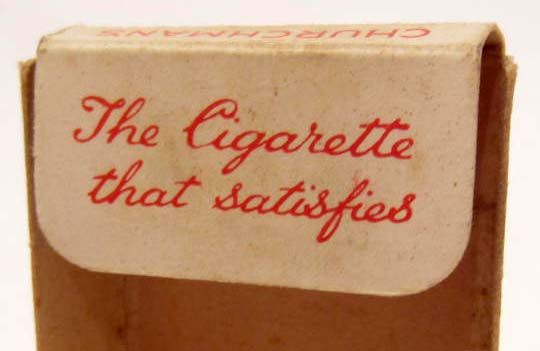 CHURCHMANS
The Cigarette
that satisfies